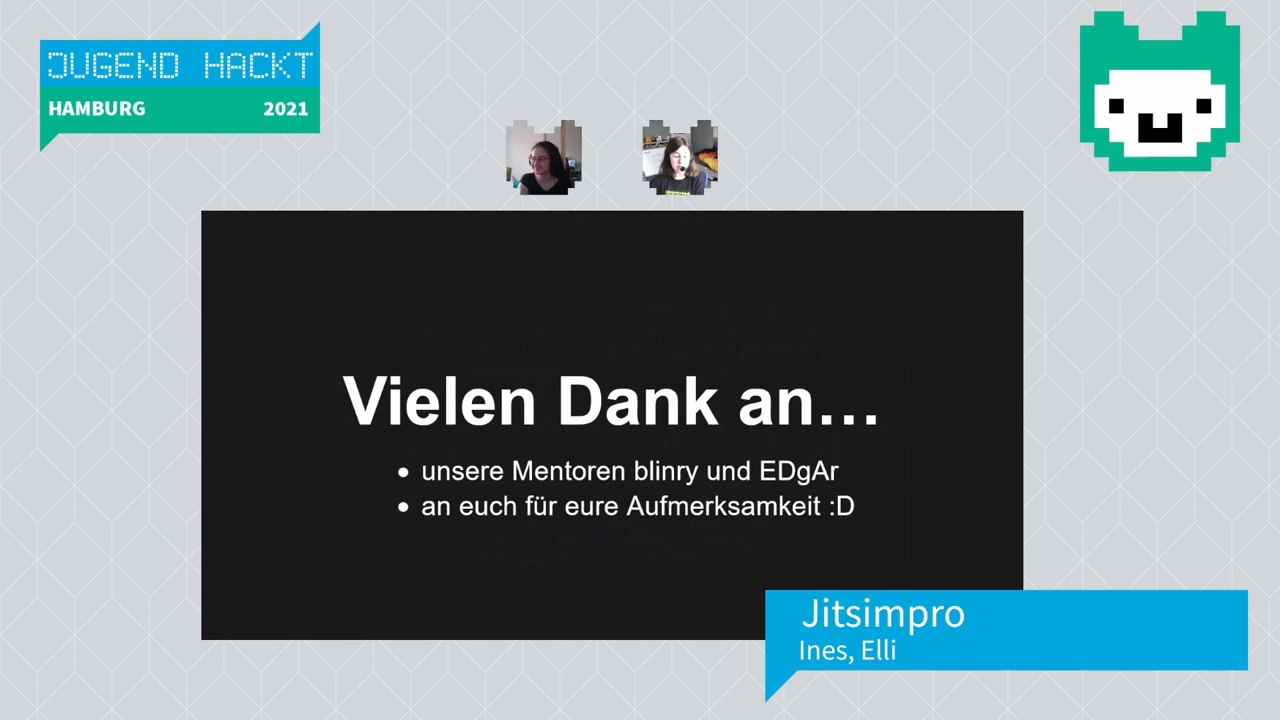 JUGEND HACKT
HAMBURG 2021
Vielen Dank an…
• unsere Mentoren blinry und EDgAr
• an euch für eure Aufmerksamkeit :D
Jitsimpro
Ines, Elli